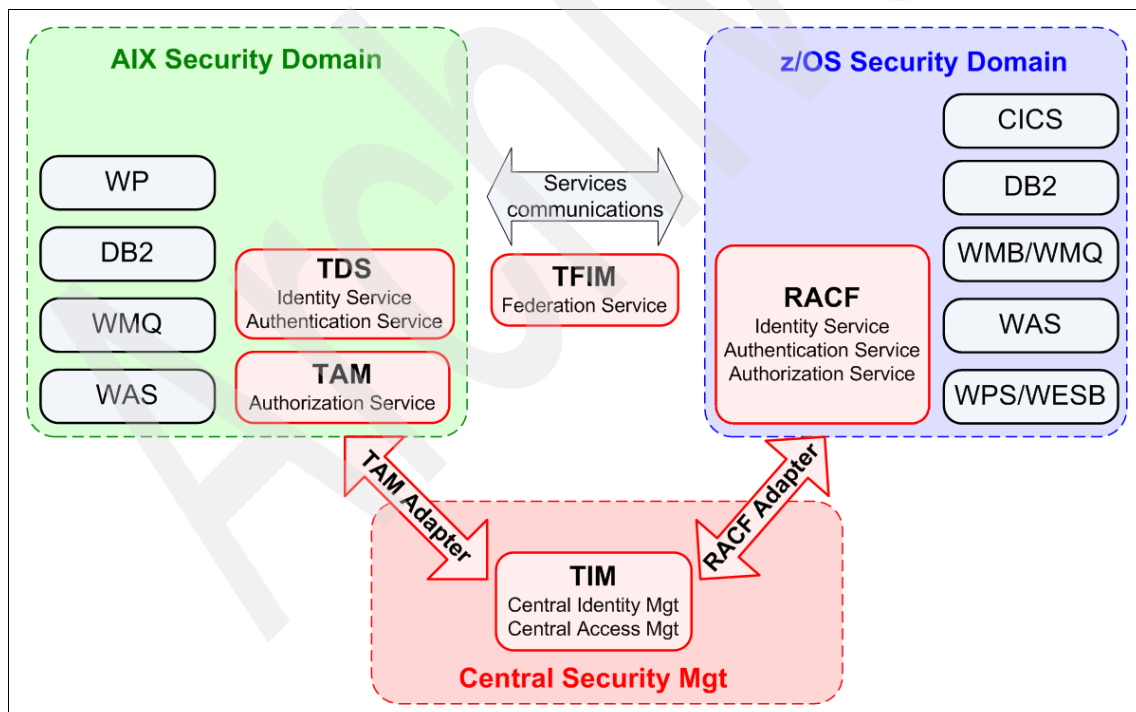 AIX Security Domain
WP
DB2
WMQ
WAS
TDS
Identity Service
Authentication Service
TAM
Authorization Service
Services
communications
TFIM
Federation Service
z/OS Security Domain
CICS
DB2
WMB/WMQ
WAS
WPS/WESB
RACF
Identity Service
Authentication Service
Authorization Service
TAM Adapter
RACF Adapter
TIM
Central Identity Mgt
Central Access Mgt
Central Security Mgt